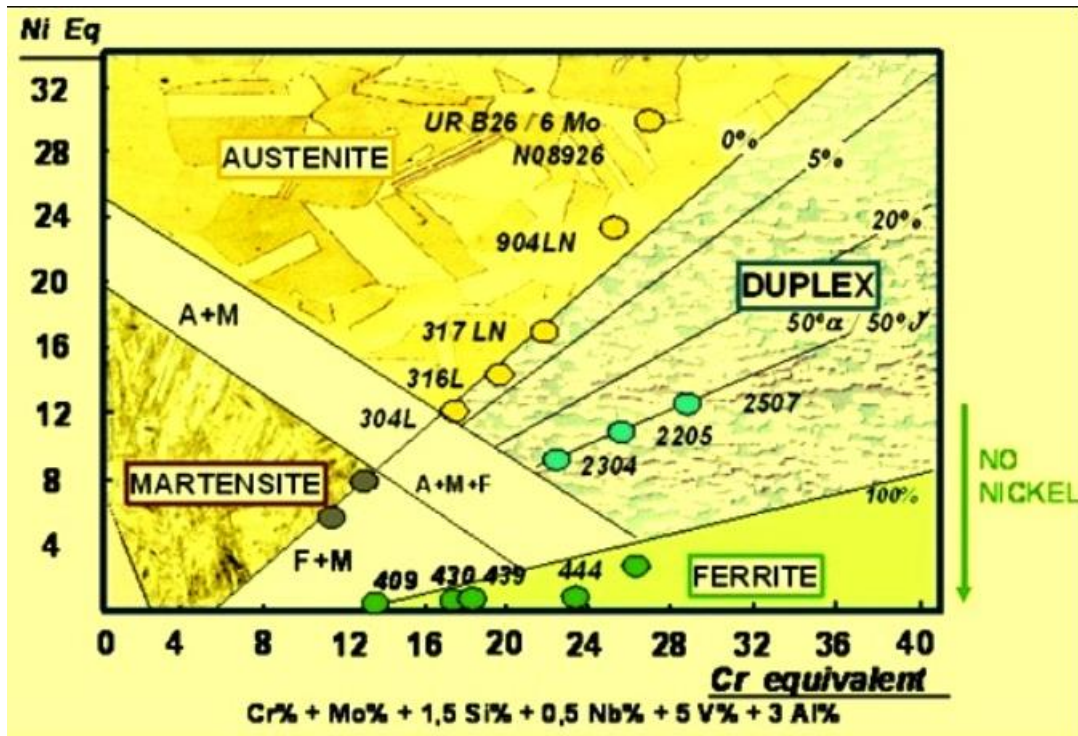 Ni Eq
32
28
24
20
16
12
8
4
UR B26 / 6 Mo
N08926
0%
AUSTENITE
5%
904LN
20%
DUPLEX
A+M
317 LN
50%α / 50%γ
316L
304L
2507
2205
2304
MARTENSITE
A+M+F
NO
NICKEL
100%
F+M
409 430 439 444
FERRITE
0 4 8 12 16 20 24 28 32 36 40
Cr equivalent
Cr% + Mo% + 1,5 Si% + 0,5 Nb% + 5 V% + 3 Al%